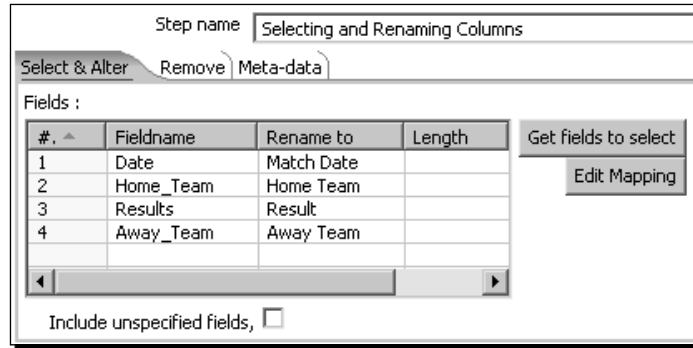 Step name Selecting and Renaming Columns
Select & Alter Remove Meta-data
Fields :
#. Fieldname Rename to Length
1 Date Match Date
2 Home_Team Home Team
3 Results Result
4 Away_Team Away Team
Get fields to select
Edit Mapping
Include unspecified fields,